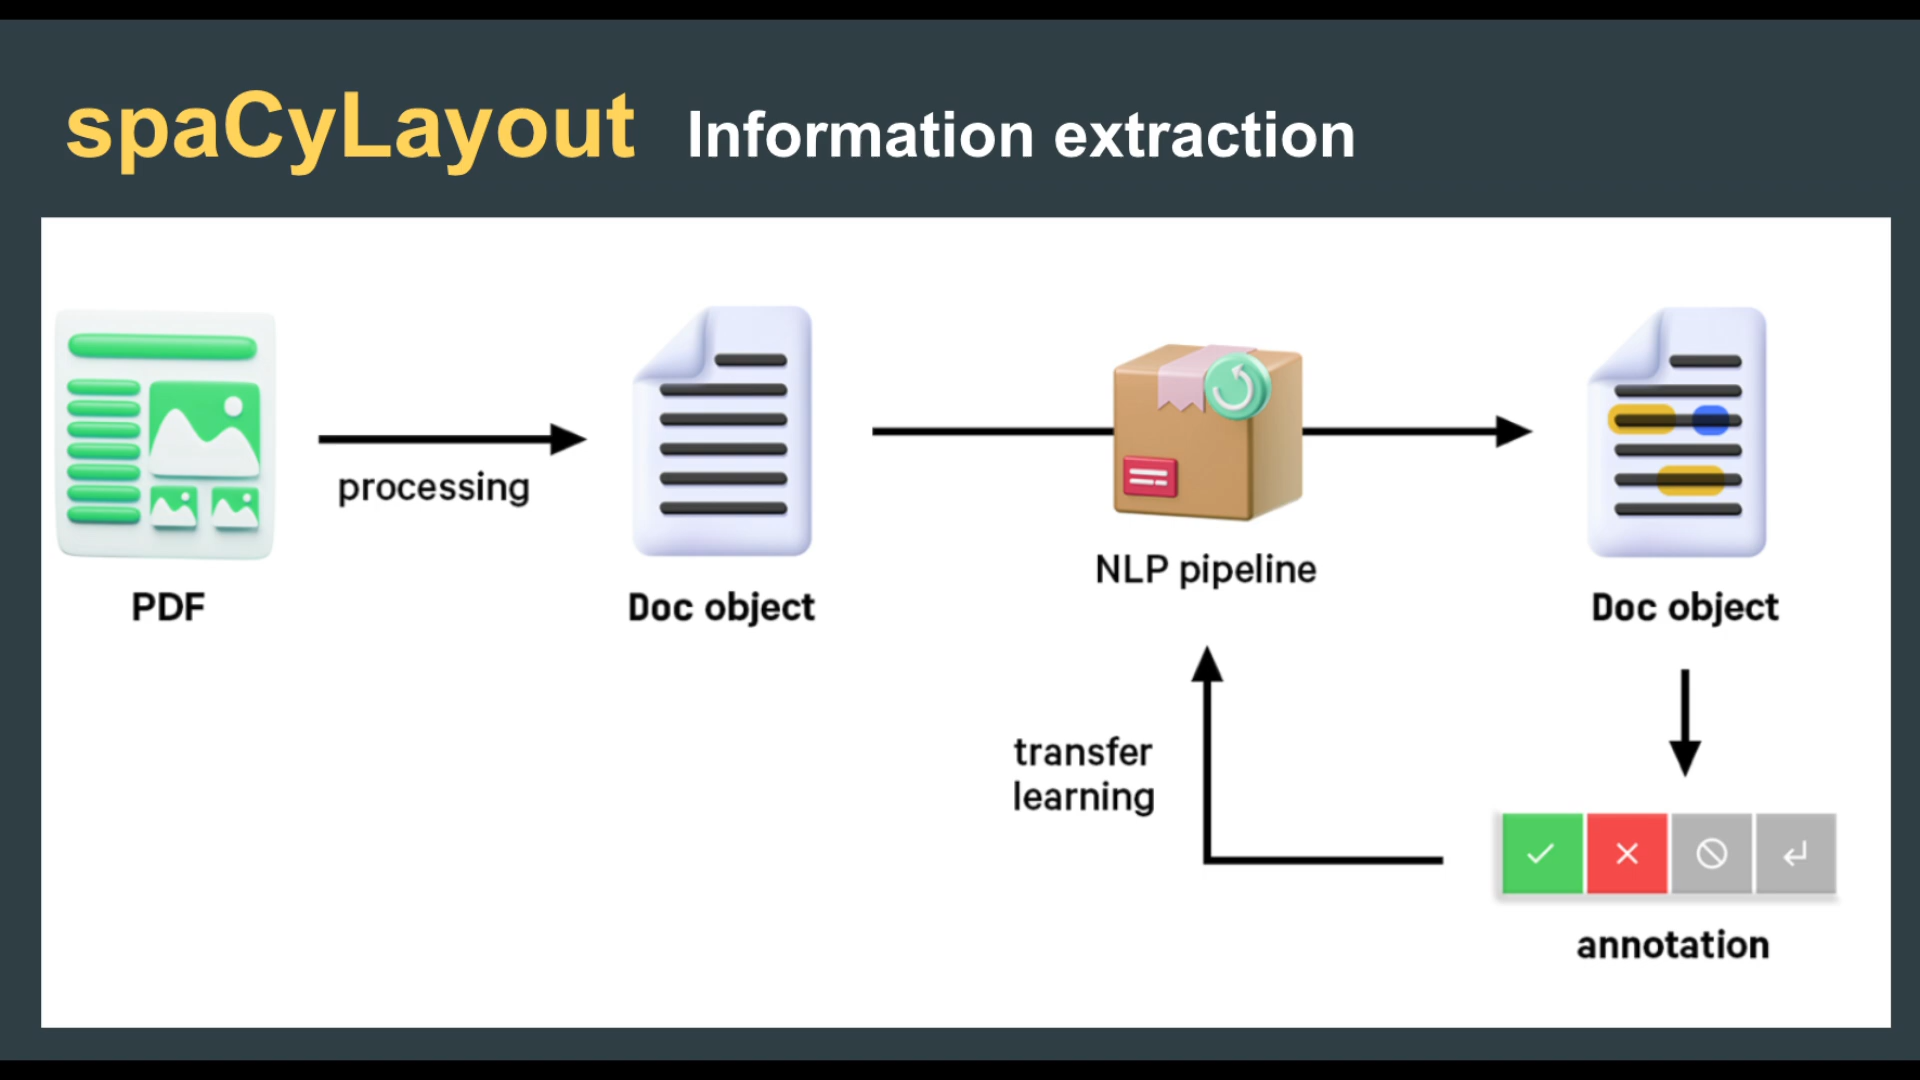 spaCyLayout Information extraction
processing
NLP pipeline
PDF
Doc object
Doc object
transfer
learning
annotation